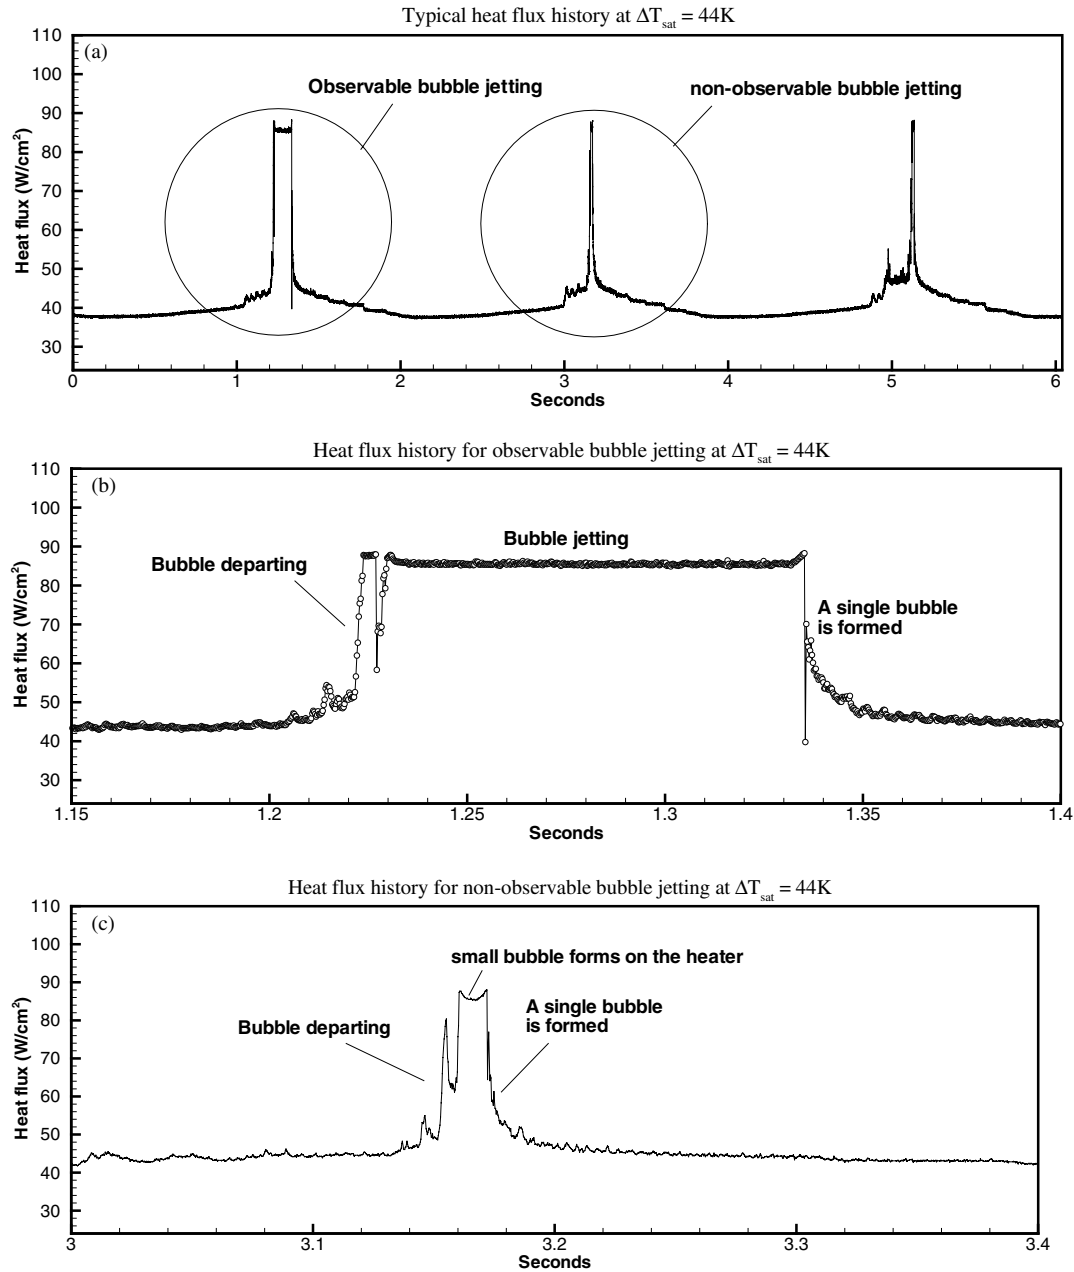 Typical heat flux history at ΔTsat = 44K
(a)
Observable bubble jetting
non-observable bubble jetting
Heat flux (W/cm²)
110
100
90
80
70
60
50
40
30
0 1 2 3 4 5 6
Seconds
Heat flux history for observable bubble jetting at ΔTsat = 44K
(b)
Bubble jetting
Bubble departing
A single bubble
is formed
Heat flux (W/cm²)
110
100
90
80
70
60
50
40
30
1.15 1.2 1.25 1.3 1.35 1.4
Seconds
Heat flux history for non-observable bubble jetting at ΔTsat = 44K
(c)
small bubble forms on the heater
Bubble departing
A single bubble
is formed
Heat flux (W/cm²)
110
100
90
80
70
60
50
40
30
3 3.1 3.2 3.3 3.4
Seconds